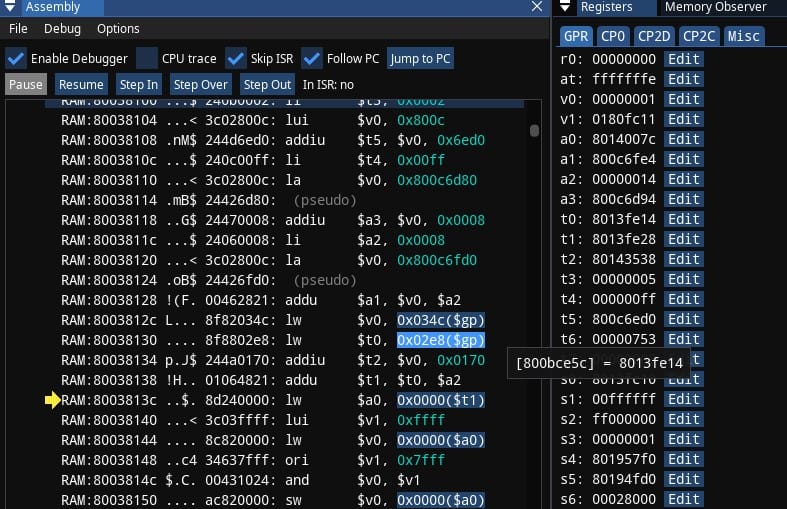 Assembly
File Debug Options
Enable Debugger CPU trace Skip ISR Follow PC Jump to PC
Pause Resume Step In Step Over Step Out In ISR: no
RAM:80038100 ...$ 240b0002: li $t3, 0x0002
RAM:80038104 ...< 3c02800c: lui $v0, 0x800c
RAM:80038108 .nM$ 244d6ed0: addiu $t5, $v0, 0x6ed0
RAM:8003810c ...$ 240c00ff: li $t4, 0x00ff
RAM:80038110 ...< 3c02800c: la $v0, 0x800c6d80
RAM:80038114 .mB$ 24426d80: (pseudo)
RAM:80038118 ..G$ 24470008: addiu $a3, $v0, 0x0008
RAM:8003811c ...$ 24060008: li $a2, 0x0008
RAM:80038120 ...< 3c02800c: la $v0, 0x800c6fd0
RAM:80038124 .oB$ 24426fd0: (pseudo)
RAM:80038128 !(F. 00462821: addu $a1, $v0, $a2
RAM:8003812c L... 8f82034c: lw $v0, 0x034c($gp)
RAM:80038130 .... 8f8802e8: lw $t0, 0x02e8($gp)
RAM:80038134 p.J$ 244a0170: addiu $t2, $v0, 0x0170
RAM:80038138 !H.. 01064821: addu $t1, $t0, $a2
RAM:8003813c ..$. 8d240000: lw $a0, 0x0000($t1)
RAM:80038140 ...< 3c03ffff: lui $v1, 0xffff
RAM:80038144 .... 8c820000: lw $v0, 0x0000($a0)
RAM:80038148 ..c4 34637fff: ori $v1, 0x7fff
RAM:8003814c $.C. 00431024: and $v0, $v1
RAM:80038150 .... ac820000: sw $v0, 0x0000($a0)
[800bce5c] = 8013fe14
Registers Memory Observer
GPR CP0 CP2D CP2C Misc
r0: 00000000 Edit
at: fffffffe Edit
v0: 00000001 Edit
v1: 0180fc11 Edit
a0: 8014007c Edit
a1: 800c6fe4 Edit
a2: 00000014 Edit
a3: 800c6d94 Edit
t0: 8013fe14 Edit
t1: 8013fe28 Edit
t2: 80143538 Edit
t3: 00000005 Edit
t4: 000000ff Edit
t5: 800c6ed0 Edit
t6: 00000753 Edit
s0: 8013fc10 Edit
s1: 00ffffff Edit
s2: ff000000 Edit
s3: 00000001 Edit
s4: 801957f0 Edit
s5: 80194fd0 Edit
s6: 00028000 Edit